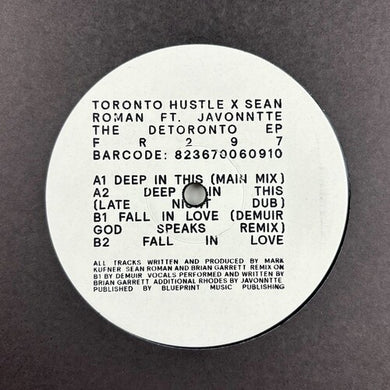 TORONTO HUSTLE X SEAN
ROMAN FT. JAVONNTTE
THE DETORONTO EP
F R 2 9 7
BARCODE: 823670060910
A1 DEEP IN THIS (MAIN MIX)
A2 DEEP IN THIS
(LATE NIGHT DUB)
B1 FALL IN LOVE (DEMUIR
GOD SPEAKS REMIX)
B2 FALL IN LOVE
ALL TRACKS WRITTEN AND PRODUCED BY MARK
KUFNER SEAN ROMAN AND BRIAN GARRETT REMIX ON
B1 BY DEMUIR VOCALS PERFORMED AND WRITTEN BY
BRIAN GARRETT ADDITIONAL RHODES BY JAVONNTTE
PUBLISHED BY BLUEPRINT MUSIC PUBLISHING